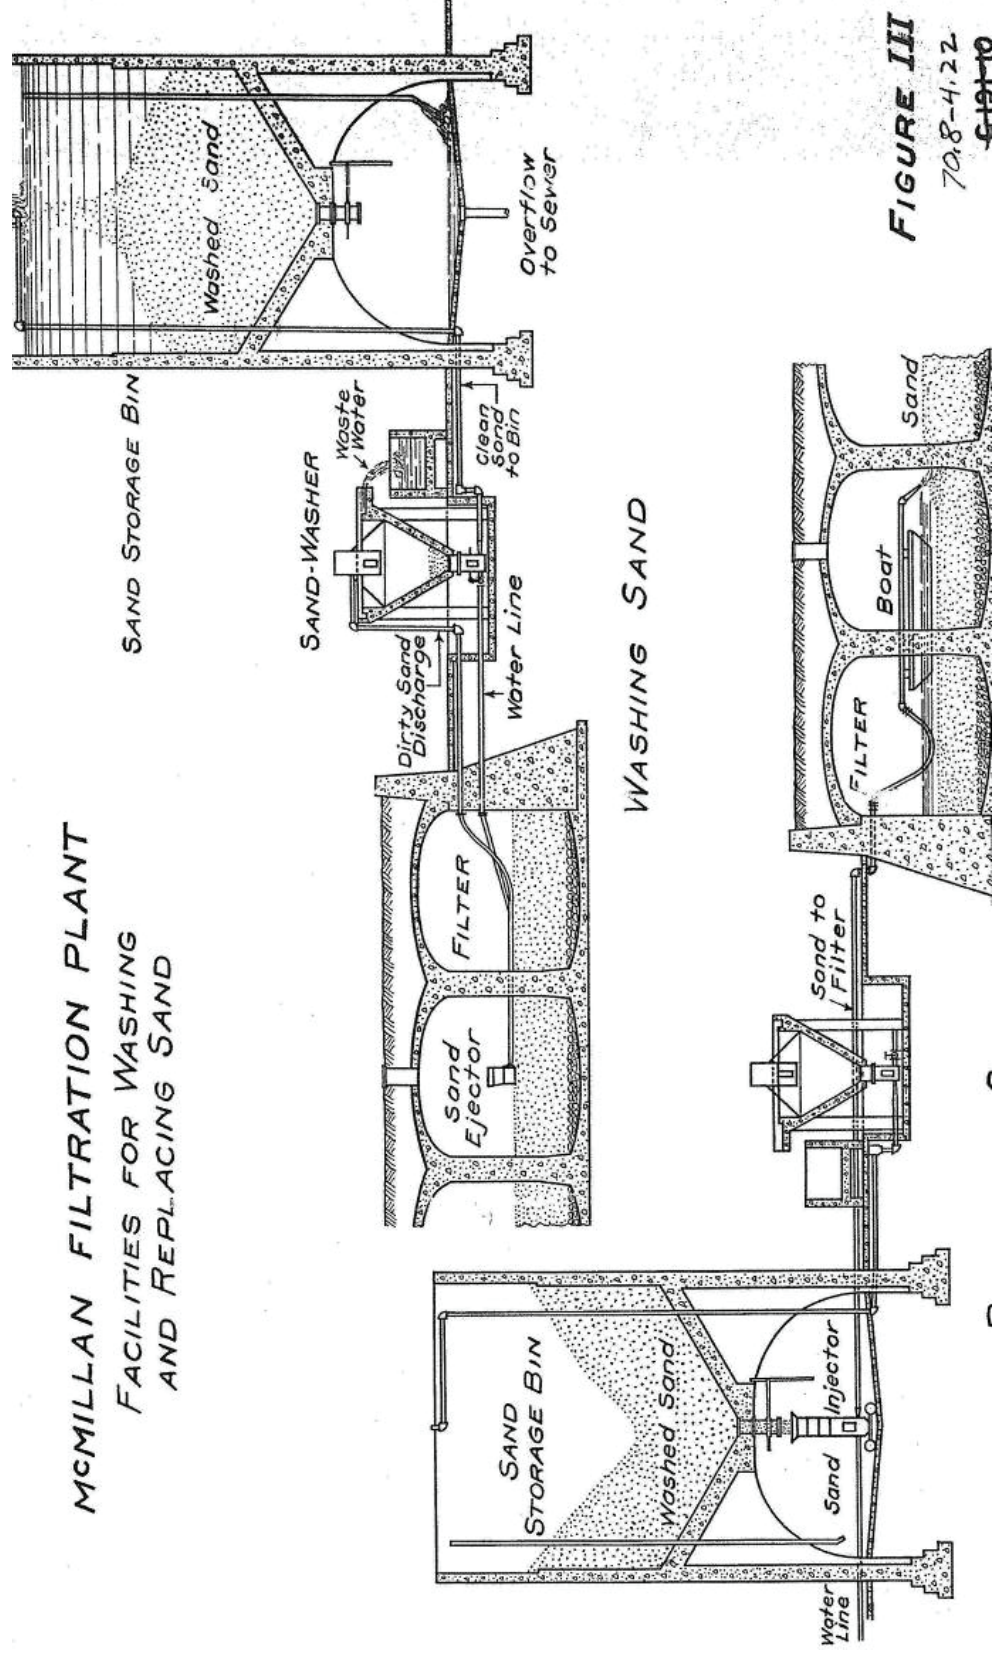 McMILLAN FILTRATION PLANT
FACILITIES FOR WASHING
AND REPLACING SAND
SAND STORAGE BIN
Washed Sand
SAND-WASHER
Waste
Water
Dirty Sand
Discharge
Water Line
Clean
Sand
to Bin
Overflow
to Sewer
FILTER
Sand
Ejector
WASHING SAND
SAND
STORAGE BIN
Washed Sand
Sand Injector
Water
Line
Sand to
Filter
FILTER
Boat
Sand
FIGURE III
70.8-4.22